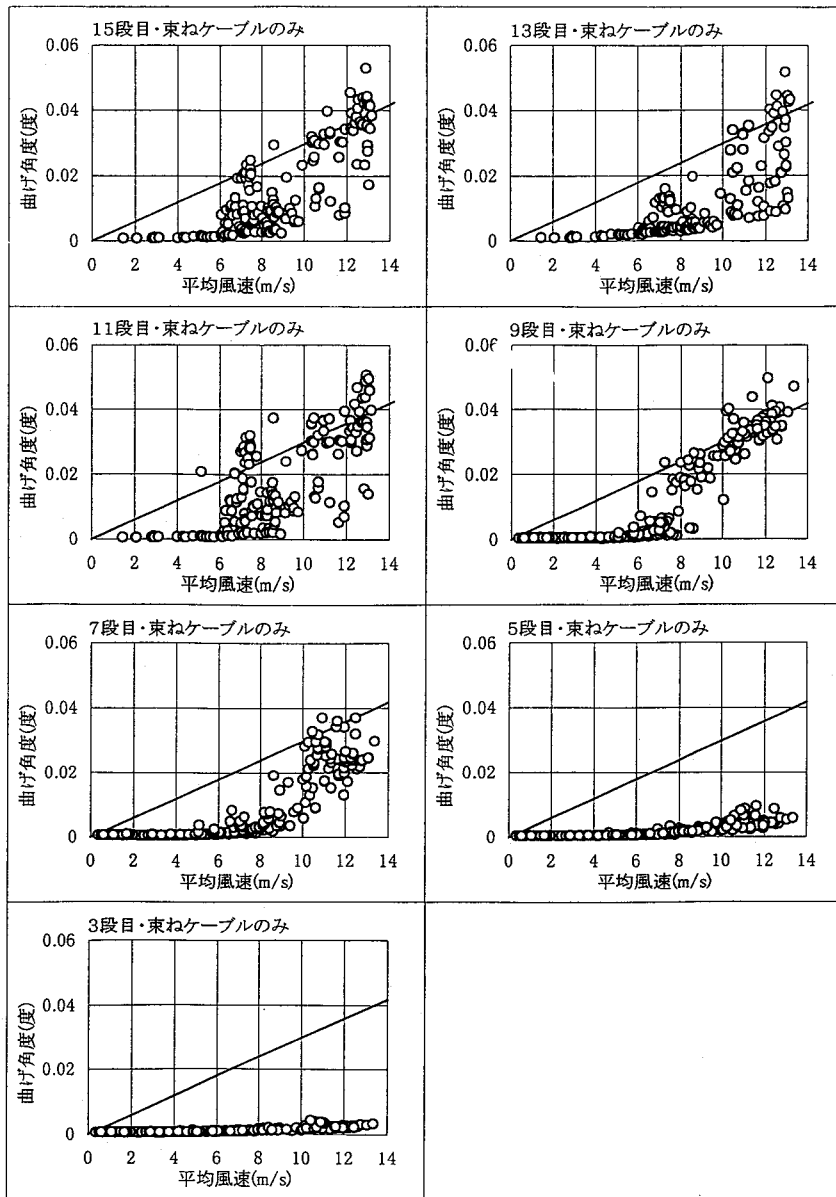 15段目・束ねケーブルのみ
0.06
0.04
0.02
0
曲げ角度(度)
0 2 4 6 8 10 12 14
平均風速(m/s)
13段目・束ねケーブルのみ
0.06
0.04
0.02
0
曲げ角度(度)
0 2 4 6 8 10 12 14
平均風速(m/s)
11段目・束ねケーブルのみ
0.06
0.04
0.02
0
曲げ角度(度)
0 2 4 6 8 10 12 14
平均風速(m/s)
9段目・束ねケーブルのみ
0.06
0.04
0.02
0
曲げ角度(度)
0 2 4 6 8 10 12 14
平均風速(m/s)
7段目・束ねケーブルのみ
0.06
0.04
0.02
0
曲げ角度(度)
0 2 4 6 8 10 12 14
平均風速(m/s)
5段目・束ねケーブルのみ
0.06
0.04
0.02
0
曲げ角度(度)
0 2 4 6 8 10 12 14
平均風速(m/s)
3段目・束ねケーブルのみ
0.06
0.04
0.02
0
曲げ角度(度)
0 2 4 6 8 10 12 14
平均風速(m/s)